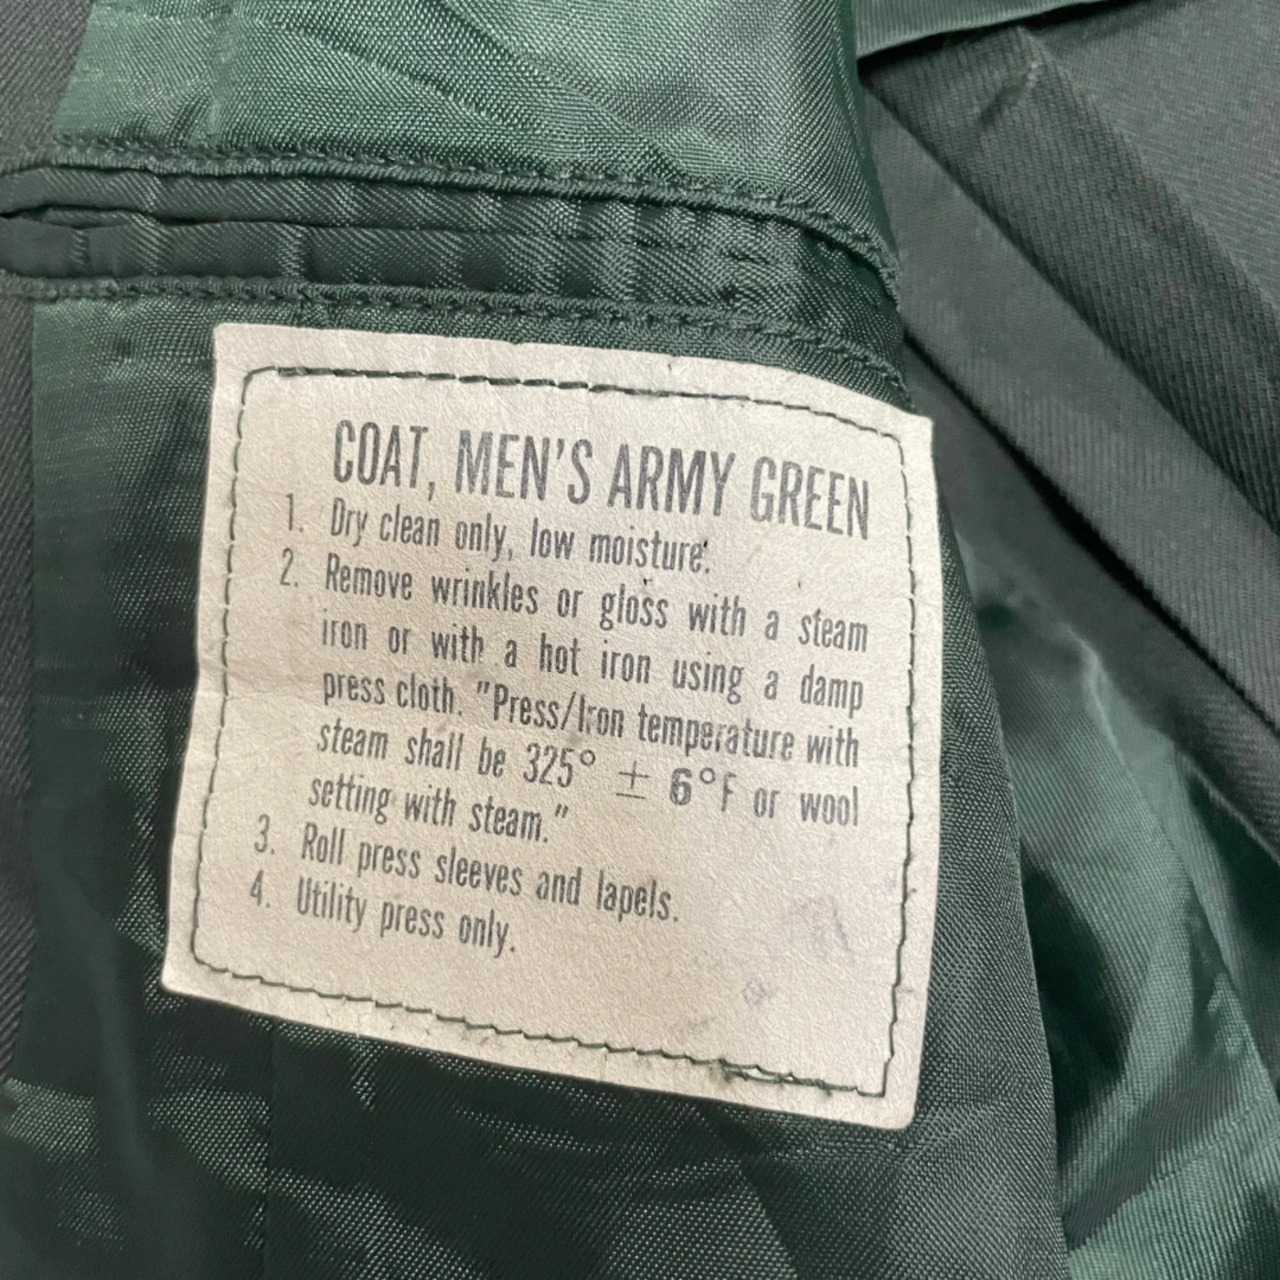 COAT, MEN'S ARMY GREEN
1. Dry clean only, low moisture.
2. Remove wrinkles or gloss with a steam
iron or with a hot iron using a damp
press cloth. "Press/Iron temperature with
steam shall be 325° ± 6°F or wool
setting with steam."
3. Roll press sleeves and lapels.
4. Utility press only.